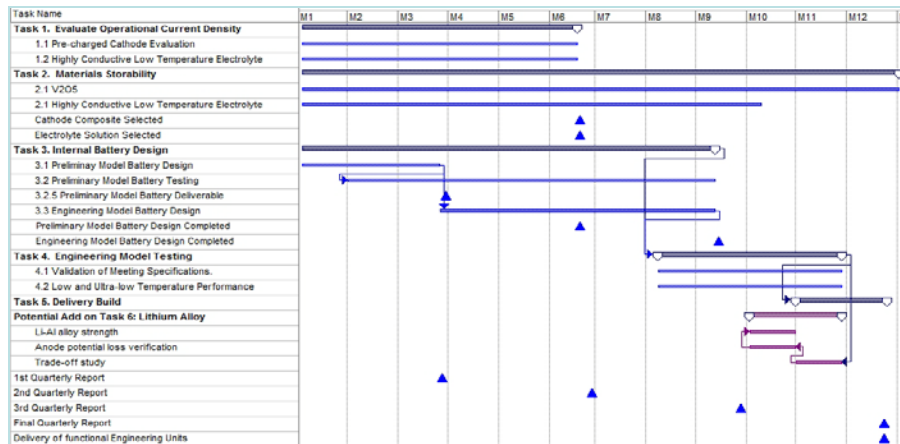 Task Name M1 M2 M3 M4 M5 M6 M7 M8 M9 M10 M11 M12
Task 1. Evaluate Operational Current Density
1.1 Pre-charged Cathode Evaluation
1.2 Highly Conductive Low Temperature Electrolyte
Task 2. Materials Storability
2.1 V2O5
2.1 Highly Conductive Low Temperature Electrolyte
Cathode Composite Selected
Electrolyte Solution Selected
Task 3. Internal Battery Design
3.1 Preliminay Model Battery Design
3.2 Preliminary Model Battery Testing
3.2.5 Preliminary Model Battery Deliverable
3.3 Engineering Model Battery Design
Preliminary Model Battery Design Completed
Engineering Model Battery Design Completed
Task 4. Engineering Model Testing
4.1 Validation of Meeting Specifications.
4.2 Low and Ultra-low Temperature Performance
Task 5. Delivery Build
Potential Add on Task 6: Lithium Alloy
Li-Al alloy strength
Anode potential loss verification
Trade-off study
1st Quarterly Report
2nd Quarterly Report
3rd Quarterly Report
Final Quarterly Report
Delivery of functional Engineering Units